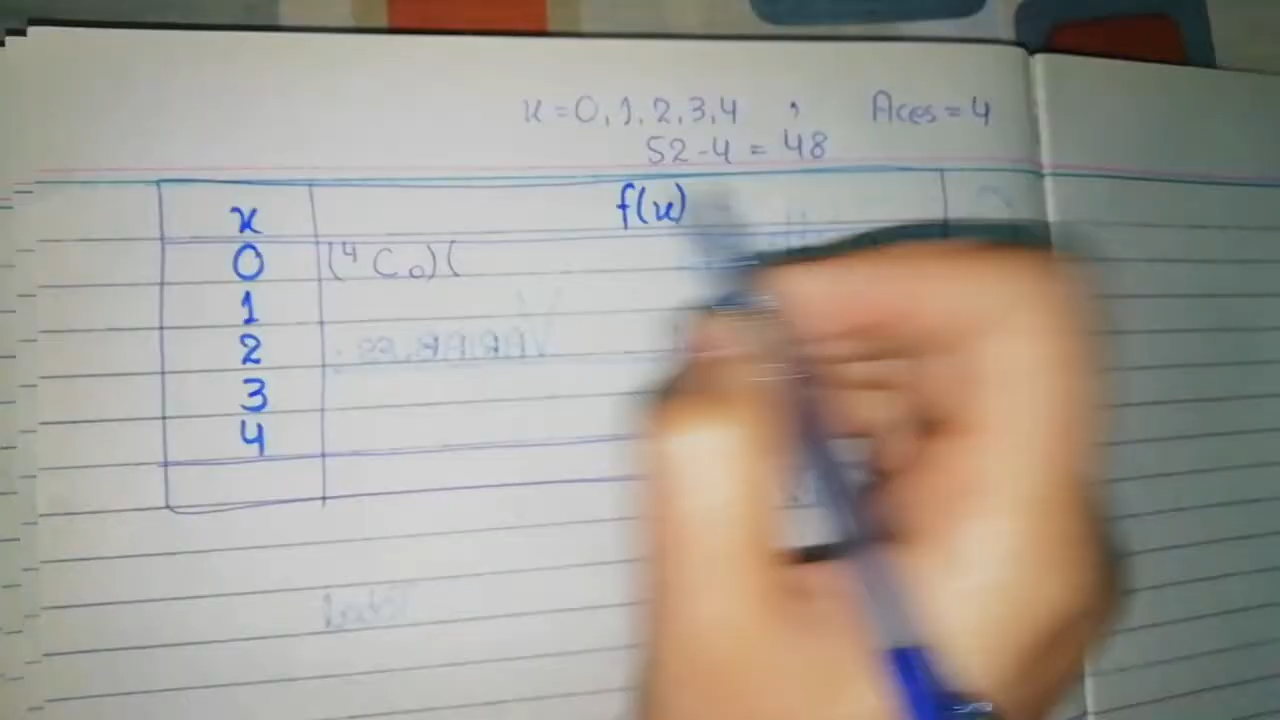 x = 0, 1, 2, 3, 4 , Aces = 4
52 - 4 = 48
x f(x)
0 (⁴C₀)(
1
2
3
4